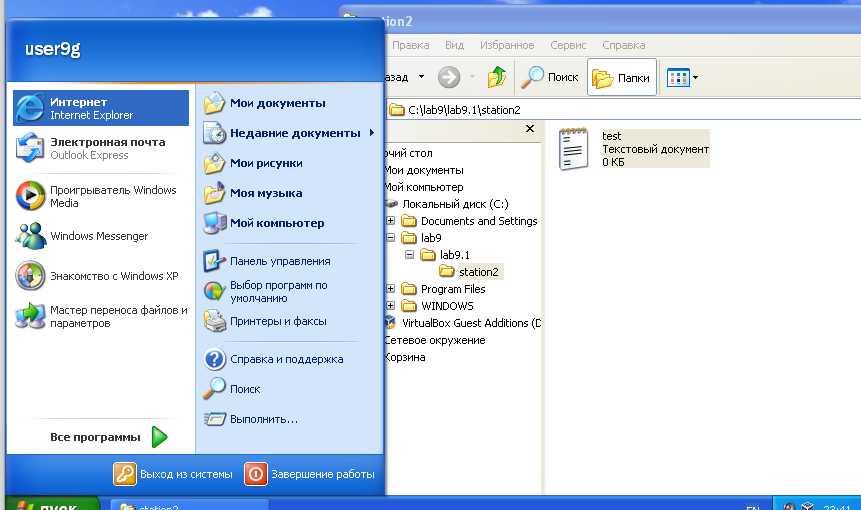 user9g
Интернет
Internet Explorer
Электронная почта
Outlook Express
Проигрыватель Windows
Media
Windows Messenger
Знакомство с Windows XP
Мастер переноса файлов и
параметров
Все программы
Мои документы
Недавние документы
Мои рисунки
Моя музыка
Мой компьютер
Панель управления
Выбор программ по
умолчанию
Принтеры и факсы
Справка и поддержка
Поиск
Выполнить...
Выход из системы
Завершение работы
station2
Правка Вид Избранное Сервис Справка
азад Поиск Папки
C:\lab9\lab9.1\station2
очий стол
Мои документы
Мой компьютер
Локальный диск (C:)
Documents and Settings
lab9
lab9.1
station2
Program Files
WINDOWS
VirtualBox Guest Additions (D
Сетевое окружение
Корзина
test
Текстовый документ
0 КБ
пуск station2 EN 23:41